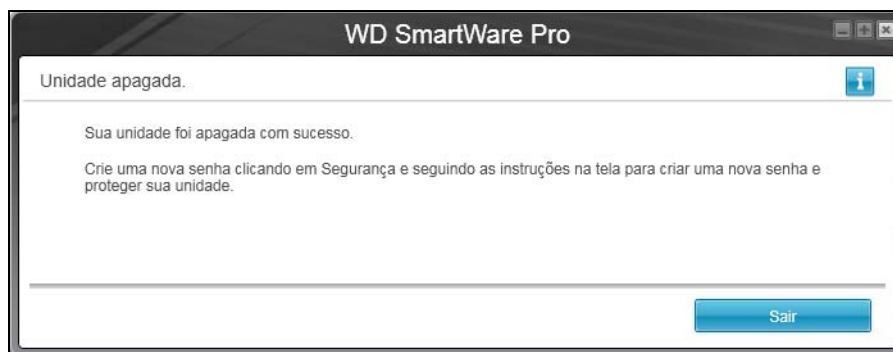 WD SmartWare Pro
Unidade apagada.
Sua unidade foi apagada com sucesso.
Crie uma nova senha clicando em Segurança e seguindo as instruções na tela para criar uma nova senha e
proteger sua unidade.
Sair